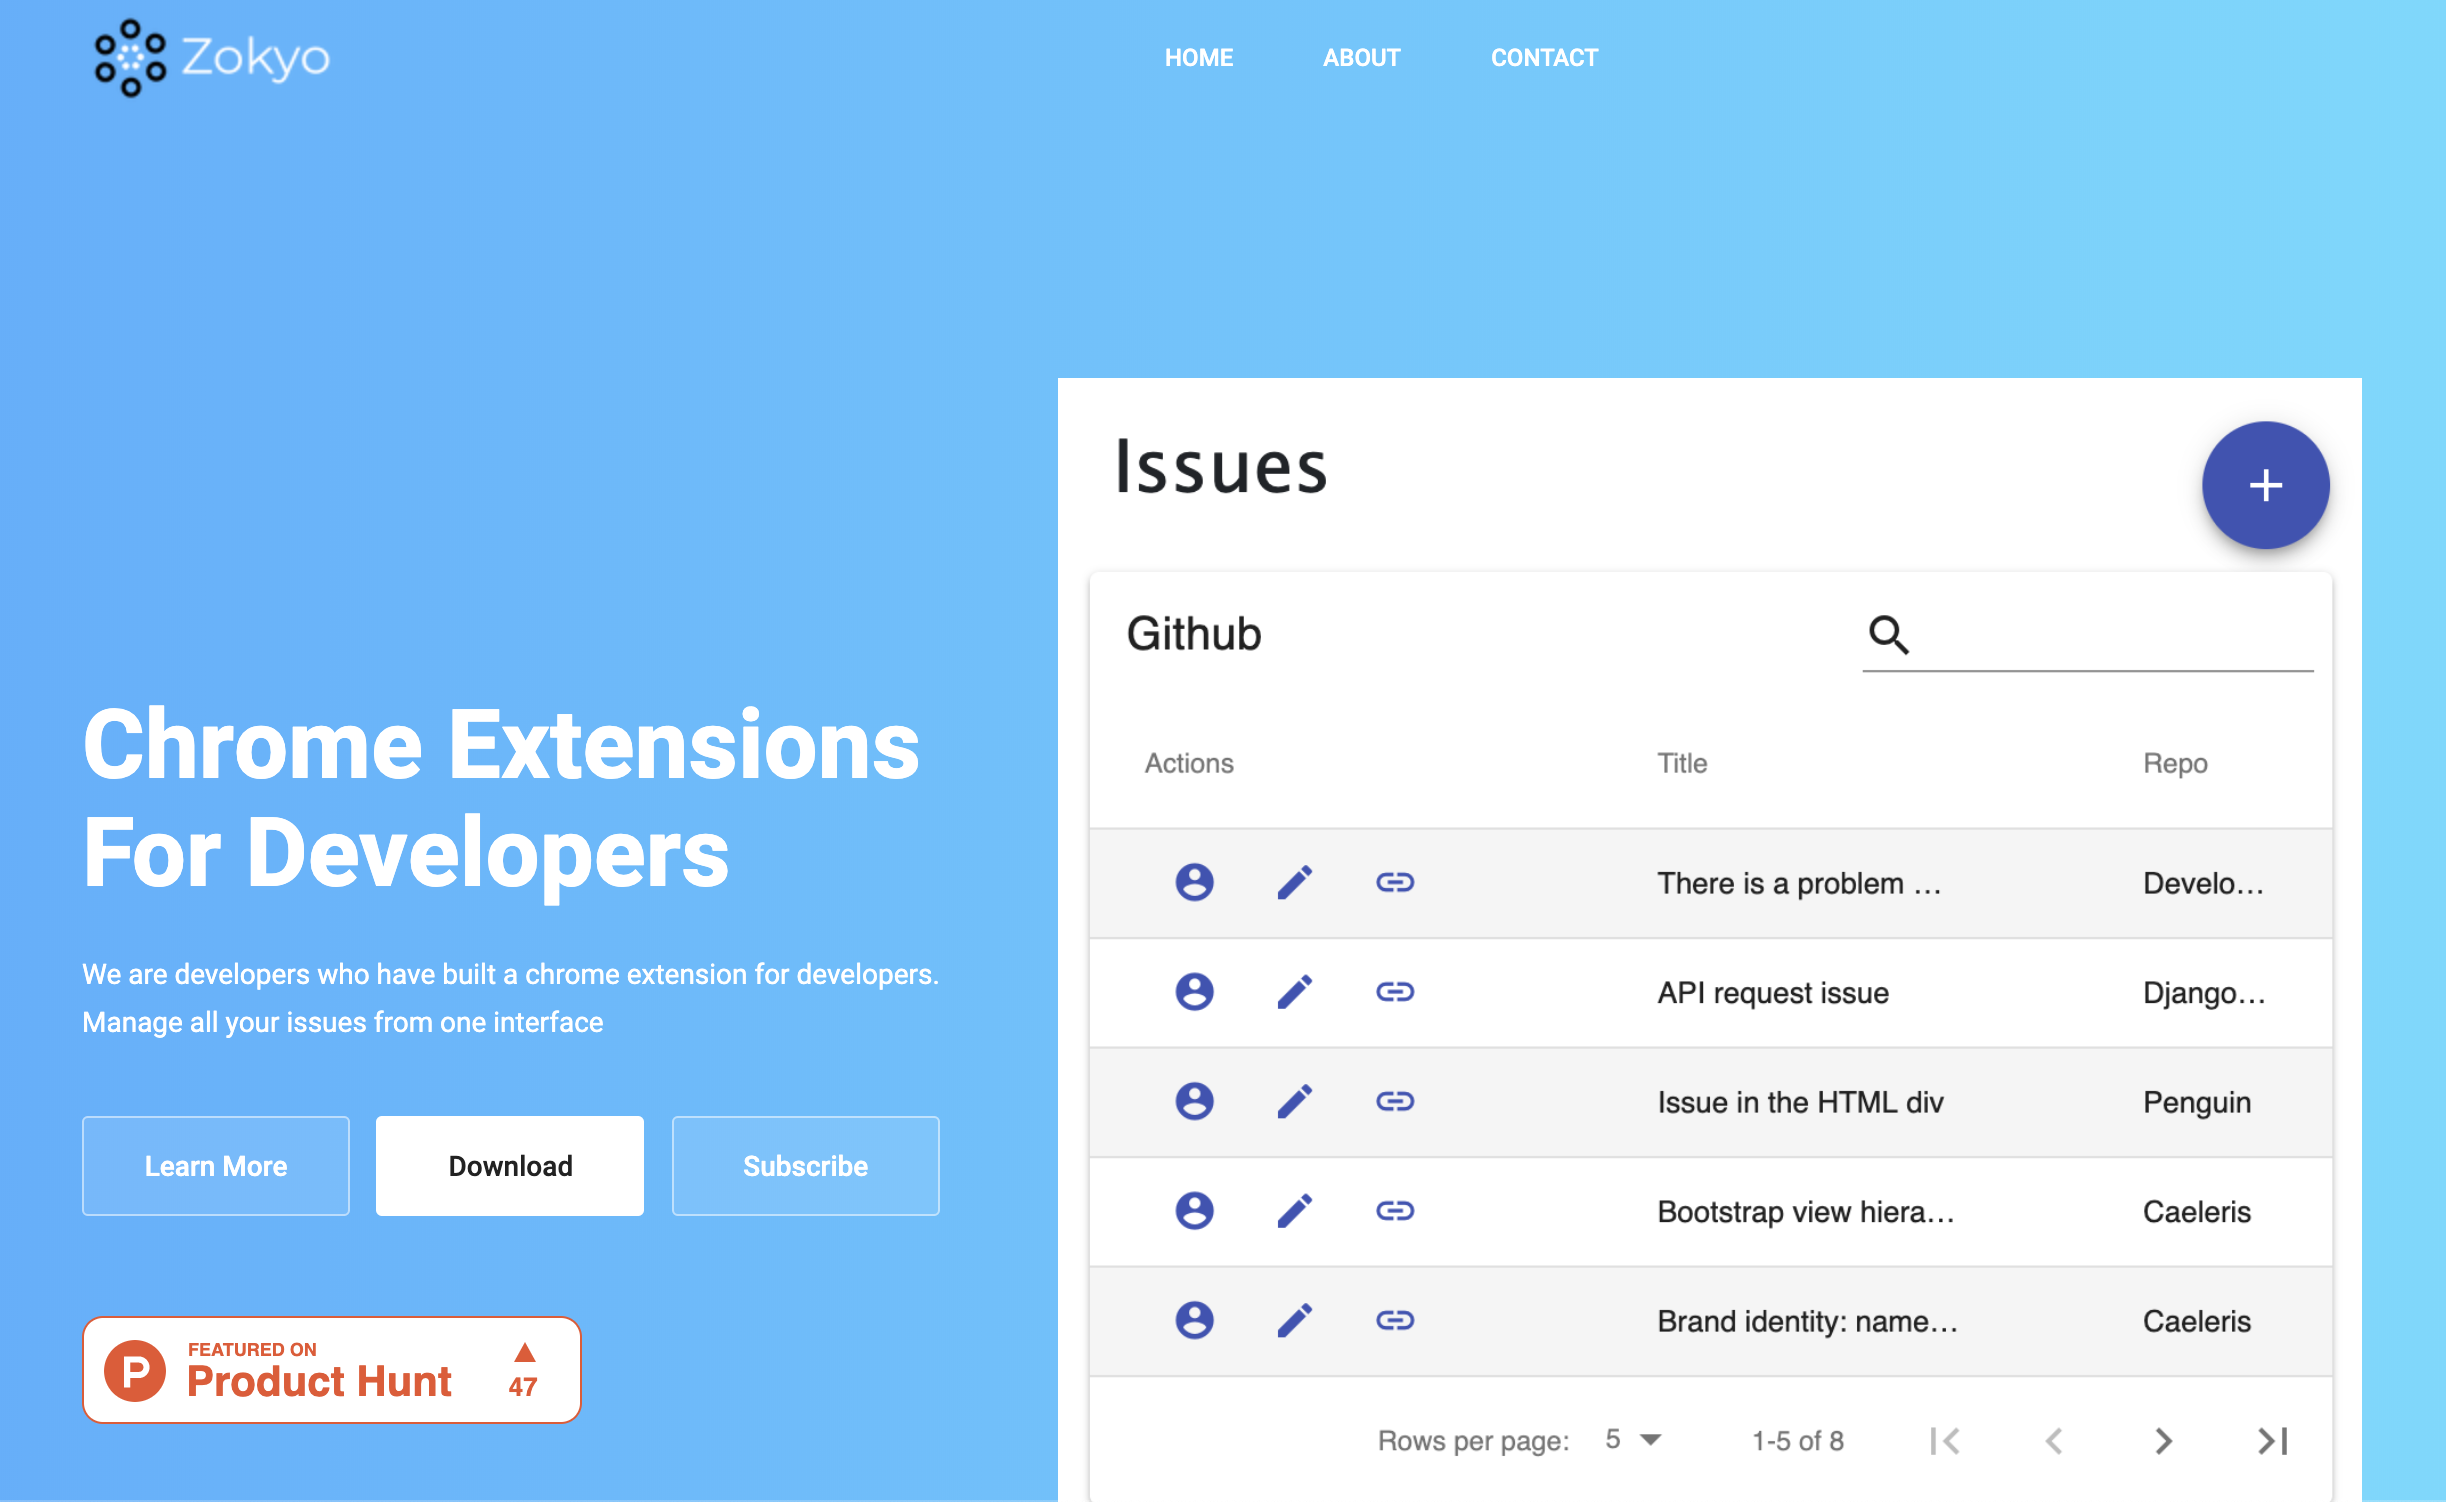 Zokyo
HOME ABOUT CONTACT
Chrome Extensions
For Developers
We are developers who have built a chrome extension for developers.
Manage all your issues from one interface
Learn More Download Subscribe
FEATURED ON
Product Hunt
47
Issues
Github
Actions Title Repo
There is a problem … Develo…
API request issue Django…
Issue in the HTML div Penguin
Bootstrap view hiera… Caeleris
Brand identity: name… Caeleris
Rows per page: 5 1-5 of 8